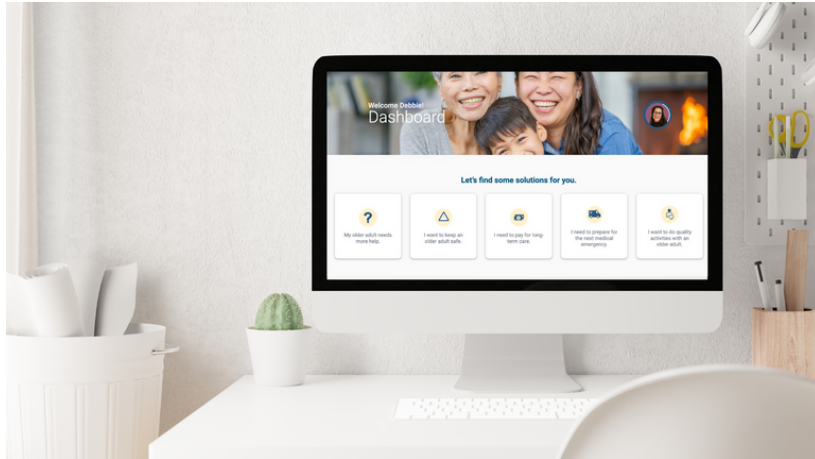 Welcome Debbie!
Dashboard
Let's find some solutions for you.
My older adult needs
more help.
I want to keep an
older adult safe.
I need to pay for long-
term care.
I need to prepare for
the next medical
emergency.
I want to do quality
activities with an
older adult.